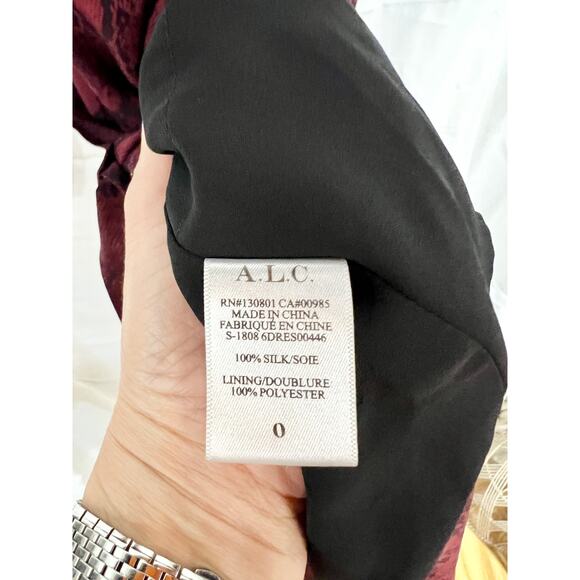 A.L.C.
RN#130801 CA#00985
MADE IN CHINA
FABRIQUÉ EN CHINE
S-1808 6DRES00446
100% SILK/SOIE
LINING/DOUBLURE
100% POLYESTER
0